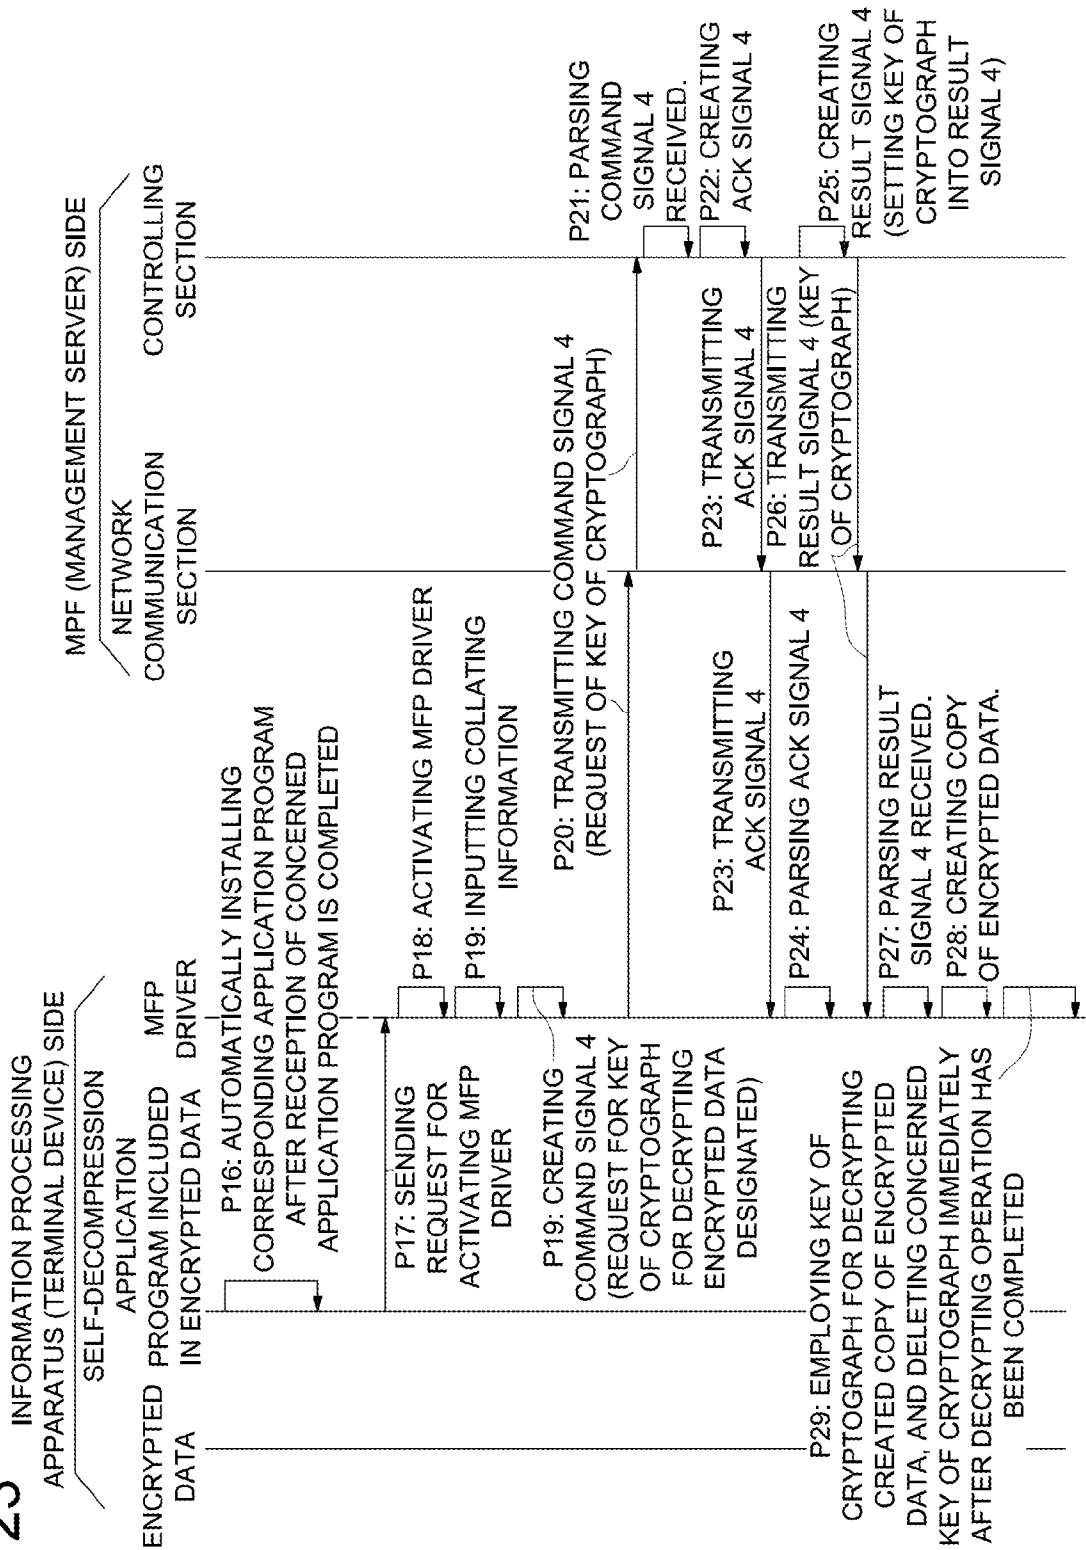 23
INFORMATION PROCESSING
APPARATUS (TERMINAL DEVICE) SIDE
SELF-DECOMPRESSION
APPLICATION
ENCRYPTED
DATA
PROGRAM INCLUDED
IN ENCRYPTED DATA
MFP
DRIVER
MPF (MANAGEMENT SERVER) SIDE
NETWORK
COMMUNICATION
SECTION
CONTROLLING
SECTION
P16: AUTOMATICALLY INSTALLING
CORRESPONDING APPLICATION PROGRAM
AFTER RECEPTION OF CONCERNED
APPLICATION PROGRAM IS COMPLETED
P17: SENDING
REQUEST FOR
ACTIVATING MFP
DRIVER
P18: ACTIVATING MFP DRIVER
P19: INPUTTING COLLATING
INFORMATION
P19: CREATING
COMMAND SIGNAL 4
(REQUEST FOR KEY
OF CRYPTOGRAPH
FOR DECRYPTING
ENCRYPTED DATA
DESIGNATED)
P20: TRANSMITTING COMMAND SIGNAL 4
(REQUEST OF KEY OF CRYPTOGRAPH)
P21: PARSING
COMMAND
SIGNAL 4
RECEIVED.
P22: CREATING
ACK SIGNAL 4
P23: TRANSMITTING
ACK SIGNAL 4
P23: TRANSMITTING
ACK SIGNAL 4
P24: PARSING ACK SIGNAL 4
P25: CREATING
RESULT SIGNAL 4
(SETTING KEY OF
CRYPTOGRAPH
INTO RESULT
SIGNAL 4)
P26: TRANSMITTING
RESULT SIGNAL 4 (KEY
OF CRYPTOGRAPH)
P27: PARSING RESULT
SIGNAL 4 RECEIVED.
P28: CREATING COPY
OF ENCRYPTED DATA.
P29: EMPLOYING KEY OF
CRYPTOGRAPH FOR DECRYPTING
CREATED COPY OF ENCRYPTED
DATA, AND DELETING CONCERNED
KEY OF CRYPTOGRAPH IMMEDIATELY
AFTER DECRYPTING OPERATION HAS
BEEN COMPLETED